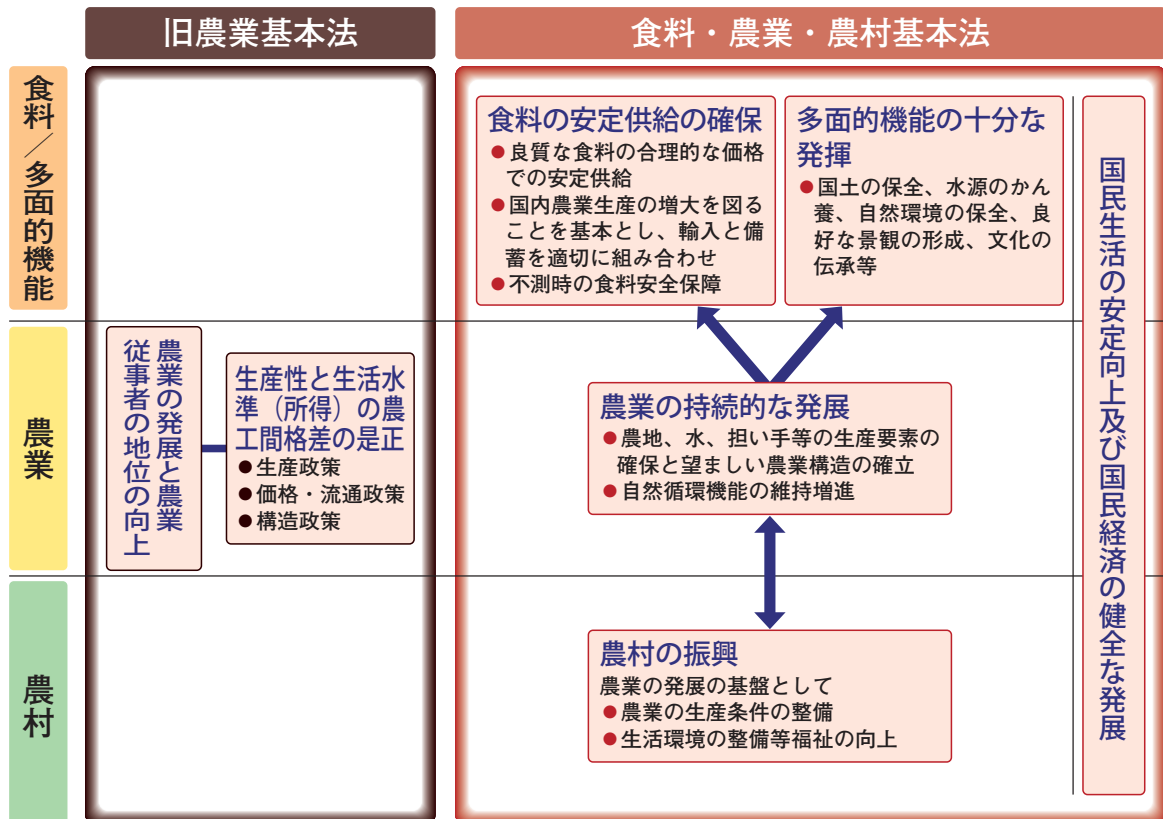 旧農業基本法
食料・農業・農村基本法
食料／多面的機能
食料の安定供給の確保
●良質な食料の合理的な価格
での安定供給
●国内農業生産の増大を図る
ことを基本とし、輸入と備
蓄を適切に組み合わせ
●不測時の食料安全保障
多面的機能の十分な
発揮
●国土の保全、水源のかん
養、自然環境の保全、良
好な景観の形成、文化の
伝承等
国民生活の安定向上及び国民経済の健全な発展
農業
農業の発展と農業
従事者の地位の向上
生産性と生活水
準（所得）の農
工間格差の是正
●生産政策
●価格・流通政策
●構造政策
農業の持続的な発展
●農地、水、担い手等の生産要素の
確保と望ましい農業構造の確立
●自然循環機能の維持増進
農村
農村の振興
農業の発展の基盤として
●農業の生産条件の整備
●生活環境の整備等福祉の向上